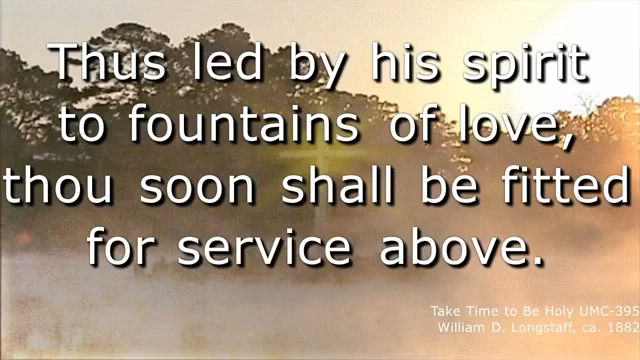 Thus led by his spirit
to fountains of love,
thou soon shall be fitted
for service above.
Take Time to Be Holy UMC-395
William D. Longstaff, ca. 1882